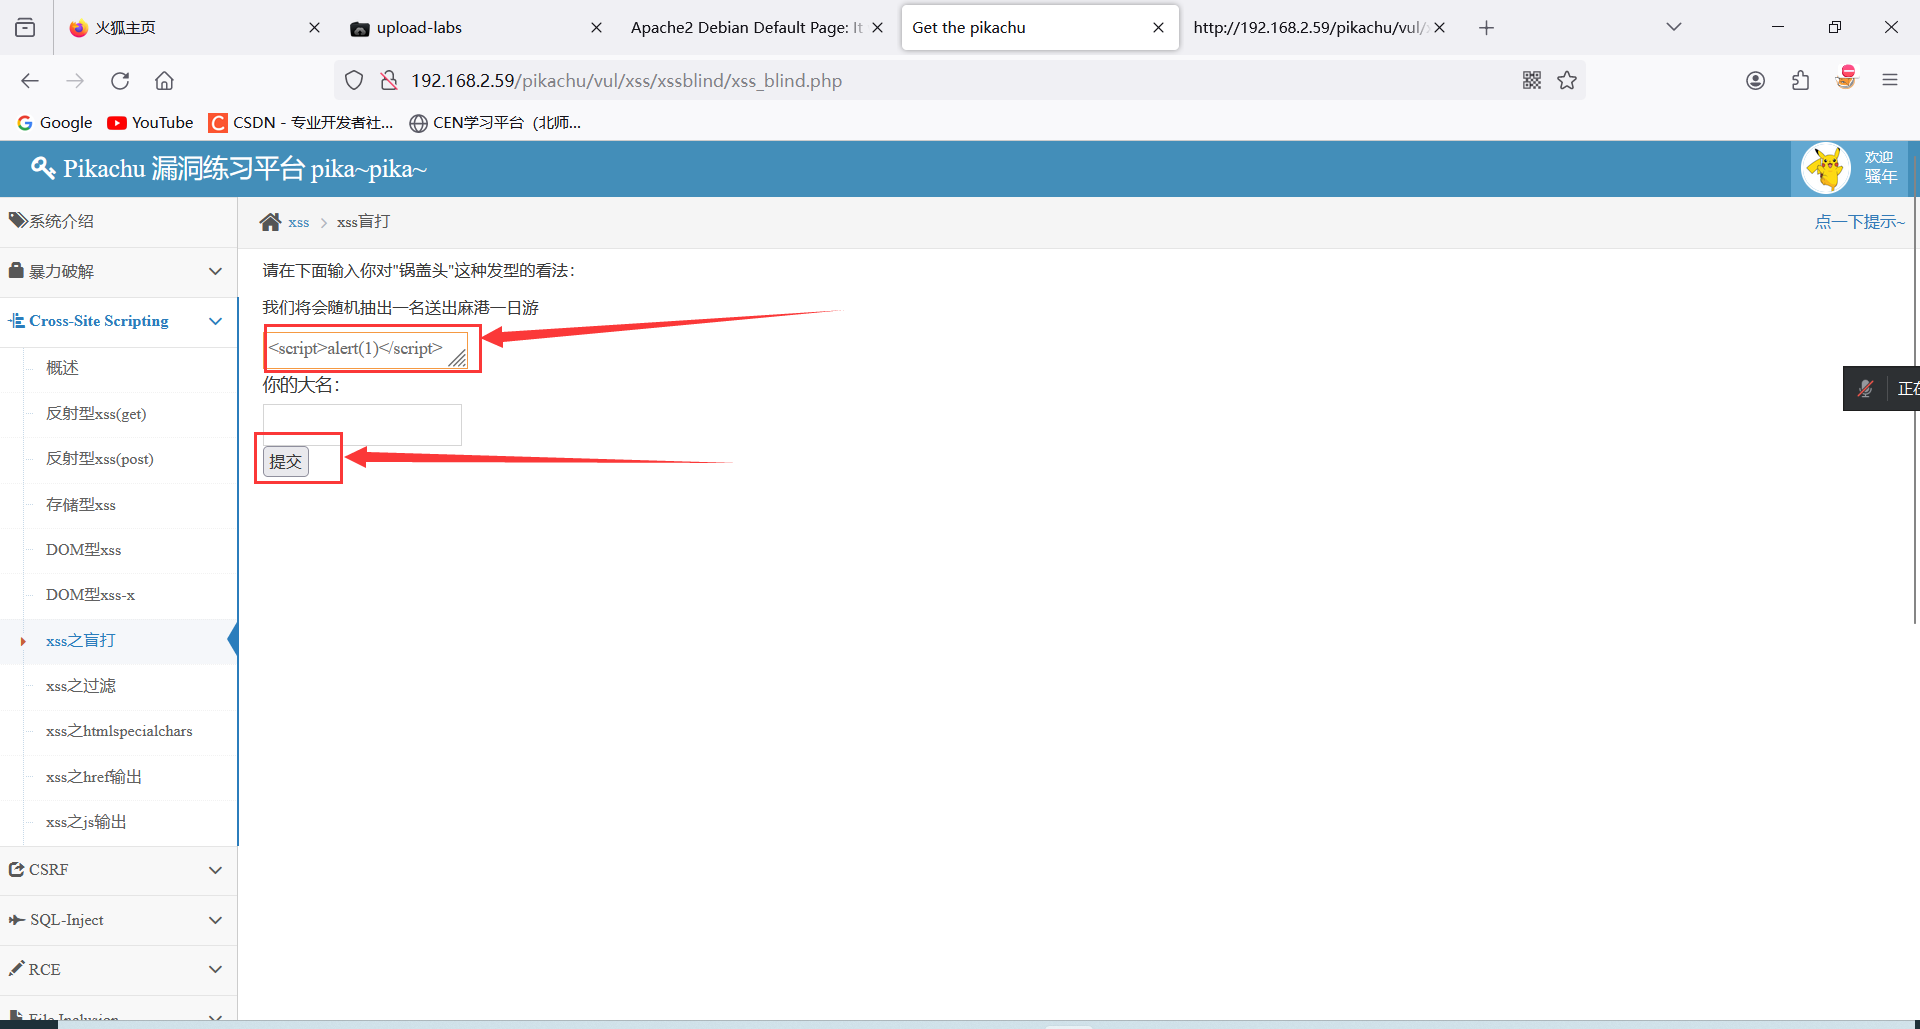 火狐主页
upload-labs
Apache2 Debian Default Page: It
Get the pikachu
http://192.168.2.59/pikachu/vul/
192.168.2.59/pikachu/vul/xss/xssblind/xss_blind.php
Google
YouTube
CSDN - 专业开发者社...
CEN学习平台（北师...
Pikachu 漏洞练习平台 pika~pika~
欢迎
骚年
系统介绍
xss
xss盲打
点一下提示~
暴力破解
请在下面输入你对"锅盖头"这种发型的看法：
我们将会随机抽出一名送出麻港一日游
Cross-Site Scripting
<script>alert(1)</script>
概述
你的大名：
反射型xss(get)
提交
反射型xss(post)
存储型xss
DOM型xss
DOM型xss-x
xss之盲打
xss之过滤
xss之htmlspecialchars
xss之href输出
xss之js输出
CSRF
SQL-Inject
RCE
File Inclusion
正在